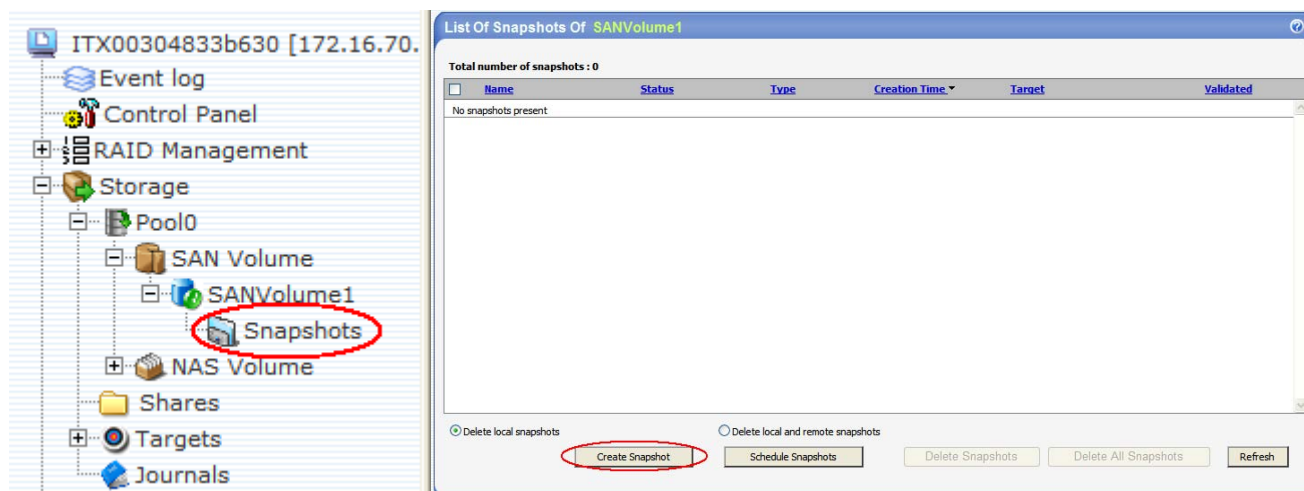 ITX00304833b630 [172.16.70.
Event log
Control Panel
RAID Management
Storage
Pool0
SAN Volume
SANVolume1
Snapshots
NAS Volume
Shares
Targets
Journals
List Of Snapshots Of SANVolume1
Total number of snapshots : 0
Name Status Type Creation Time Target Validated
No snapshots present
Delete local snapshots Delete local and remote snapshots
Create Snapshot Schedule Snapshots Delete Snapshots Delete All Snapshots Refresh